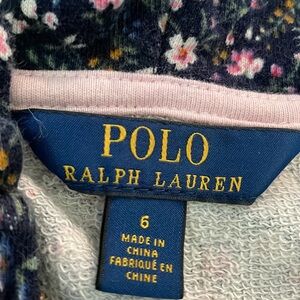 POLO
RALPH LAUREN
6
MADE IN
CHINA
FABRIQUÉ EN
CHINE